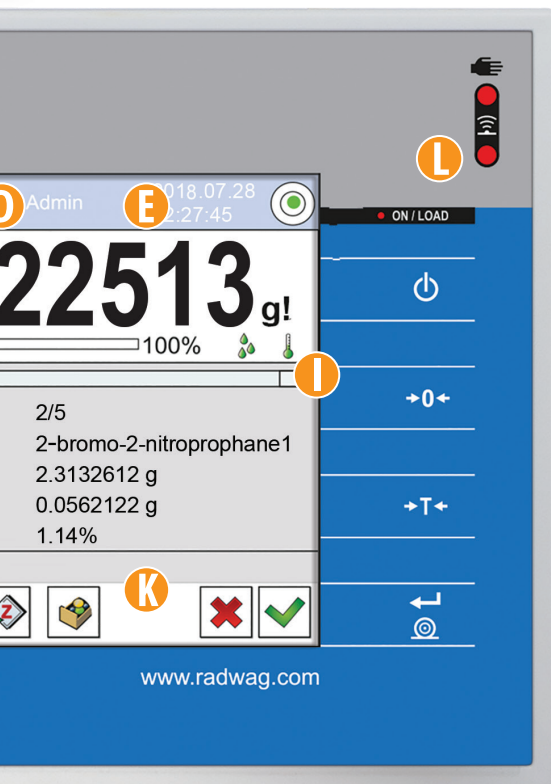 L
D Admin E 2018.07.28
12:27:45
ON / LOAD
22513 g!
100%
I
→0←
2/5
2-bromo-2-nitroprophane1
2.3132612 g
0.0562122 g
→T←
1.14%
K
Z
www.radwag.com